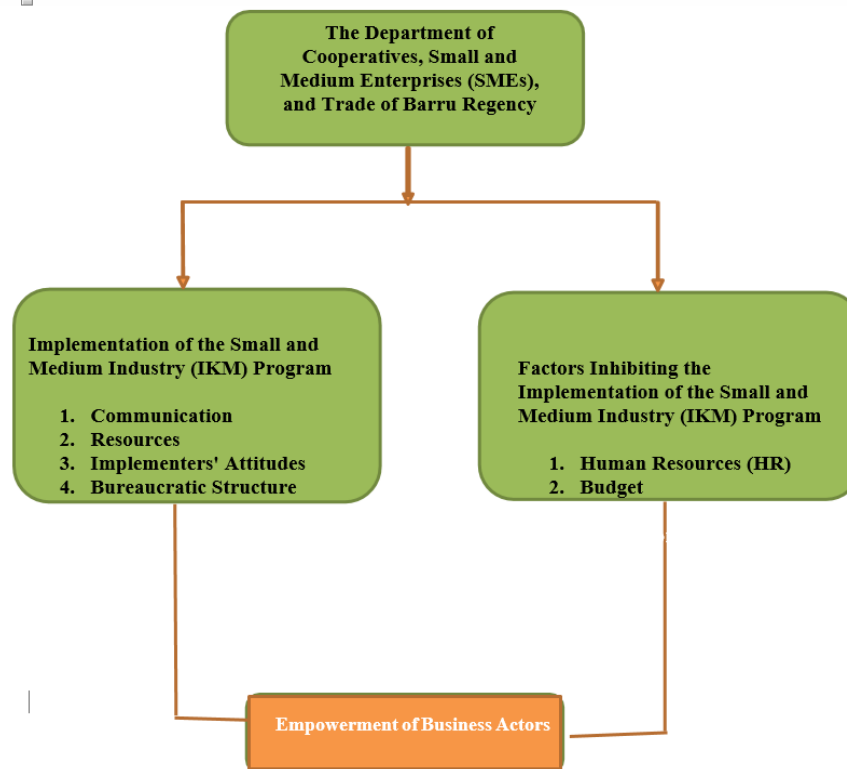 The Department of
Cooperatives, Small and
Medium Enterprises (SMEs),
and Trade of Barru Regency
Implementation of the Small and
Medium Industry (IKM) Program
1. Communication
2. Resources
3. Implementers' Attitudes
4. Bureaucratic Structure
Factors Inhibiting the
Implementation of the Small and
Medium Industry (IKM) Program
1. Human Resources (HR)
2. Budget
Empowerment of Business Actors